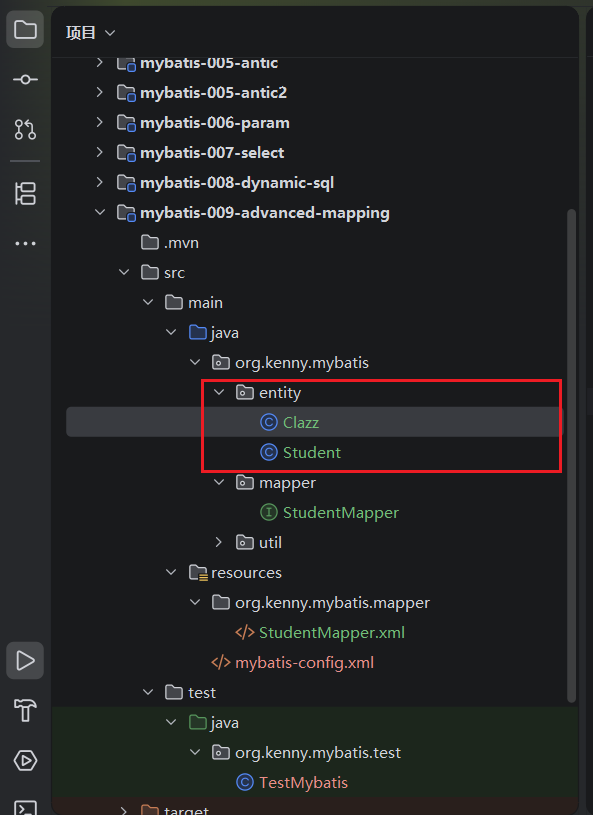 项目
mybatis-005-antic
mybatis-005-antic2
mybatis-006-param
mybatis-007-select
mybatis-008-dynamic-sql
mybatis-009-advanced-mapping
.mvn
src
main
java
org.kenny.mybatis
entity
Clazz
Student
mapper
StudentMapper
util
resources
org.kenny.mybatis.mapper
StudentMapper.xml
mybatis-config.xml
test
java
org.kenny.mybatis.test
TestMybatis
target